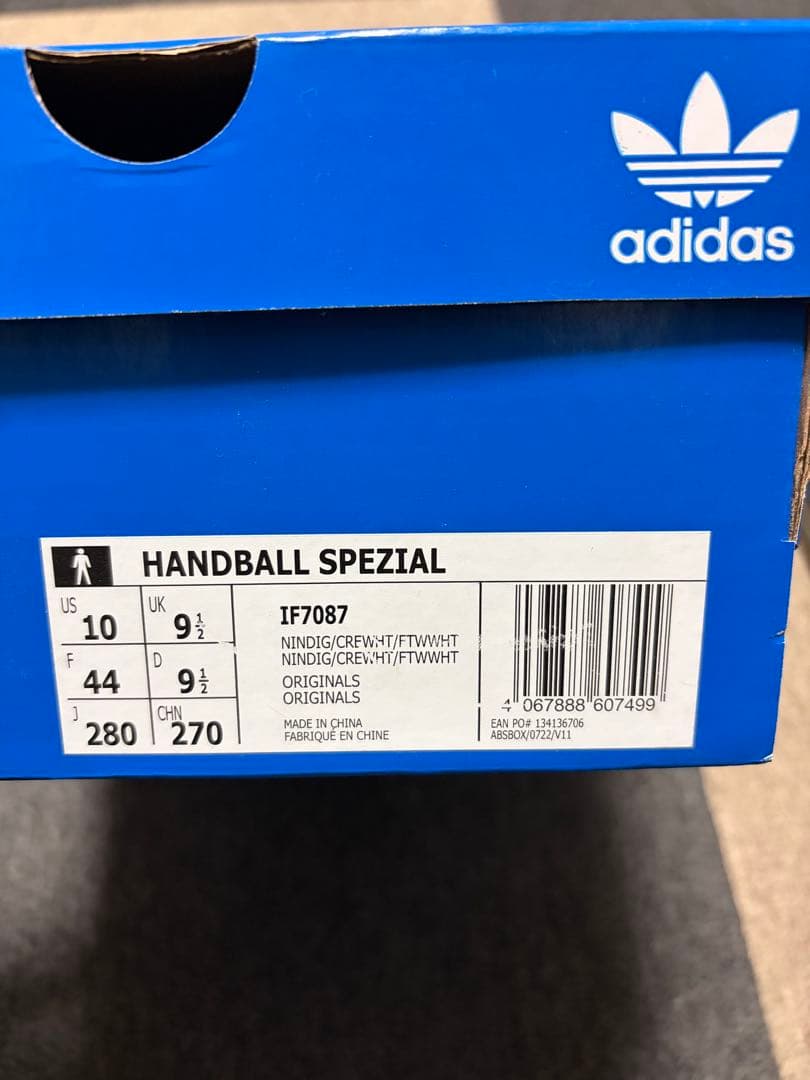 adidas
HANDBALL SPEZIAL
US 10 UK 9½
F 44 D 9½
J 280 CHN 270
IF7087
NINDIG/CREWHT/FTWWHT
NINDIG/CREWHT/FTWWHT
ORIGINALS
ORIGINALS
MADE IN CHINA
FABRIQUÉ EN CHINE
4 067888 607499
EAN PO# 134136706
ABSBOX/0722/V11